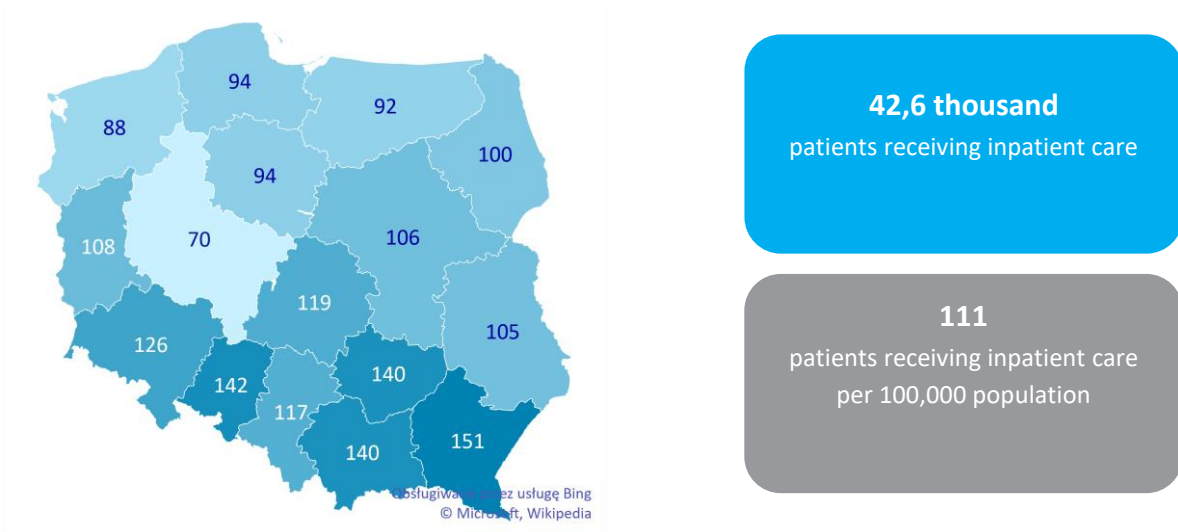 94
92
88
100
94
70
106
108
119
105
126
140
142
117
151
140
Obsługiwane przez usługę Bing
© Microsoft, Wikipedia
42,6 thousand
patients receiving inpatient care
111
patients receiving inpatient care
per 100,000 population